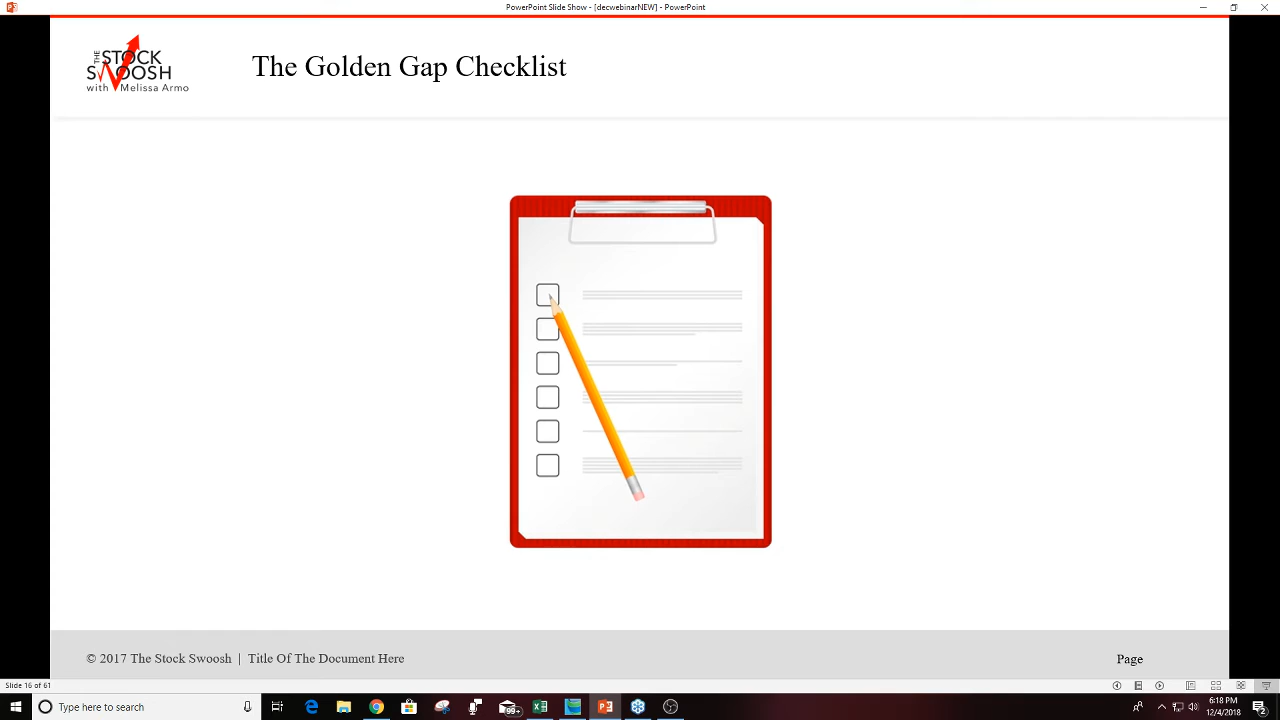 PowerPoint Slide Show - [decwebinarNEW] - PowerPoint
THE STOCK
SWOOSH
with Melissa Armo
The Golden Gap Checklist
© 2017 The Stock Swoosh | Title Of The Document Here
Page
Slide 16 of 61
Type here to search
99+
6:18 PM
12/4/2018
2